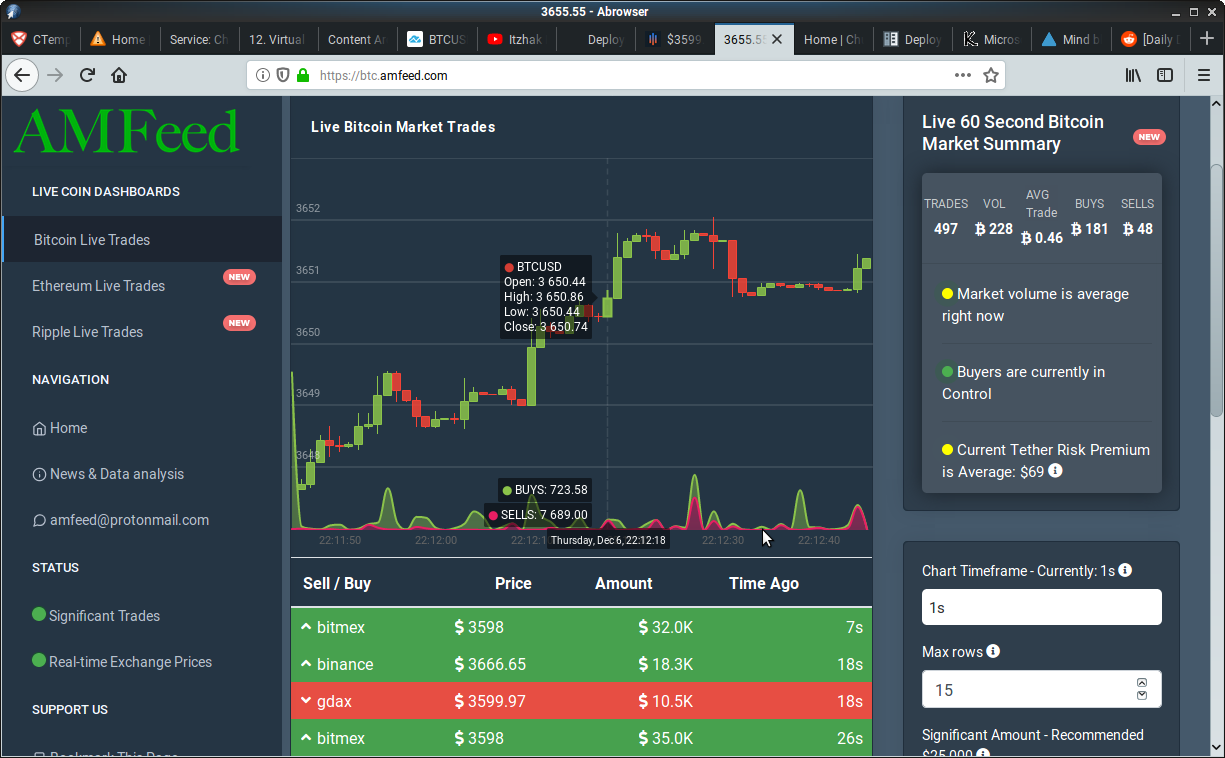 3655.55 - Abrowser
CTemp
Home
Service: Ch
12. Virtual
Content Ar
BTCUS
Itzhak
Deploy
$3599
3655.55
Home | Ch
Deploy
Micros
Mind b
[Daily
https://btc.amfeed.com
AMFeed
LIVE COIN DASHBOARDS
Bitcoin Live Trades
Ethereum Live Trades
NEW
Ripple Live Trades
NEW
NAVIGATION
Home
News & Data analysis
amfeed@protonmail.com
STATUS
Significant Trades
Real-time Exchange Prices
SUPPORT US
Bookmark This Page
Live Bitcoin Market Trades
3652
3651
3650
3649
3648
BTCUSD
Open: 3 650.44
High: 3 650.86
Low: 3 650.44
Close: 3 650.74
BUYS: 723.58
SELLS: 7 689.00
22:11:50
22:12:00
22:12:1
Thursday, Dec 6, 22:12:18
22:12:30
22:12:40
Sell / Buy Price Amount Time Ago
bitmex $ 3598 $ 32.0K 7s
binance $ 3666.65 $ 18.3K 18s
gdax $ 3599.97 $ 10.5K 18s
bitmex $ 3598 $ 35.0K 26s
Live 60 Second Bitcoin
Market Summary
NEW
TRADES VOL AVG Trade BUYS SELLS
497 ₿ 228 ₿ 0.46 ₿ 181 ₿ 48
Market volume is average
right now
Buyers are currently in
Control
Current Tether Risk Premium
is Average: $69
Chart Timeframe - Currently: 1s
1s
Max rows
15
Significant Amount - Recommended
$25,000